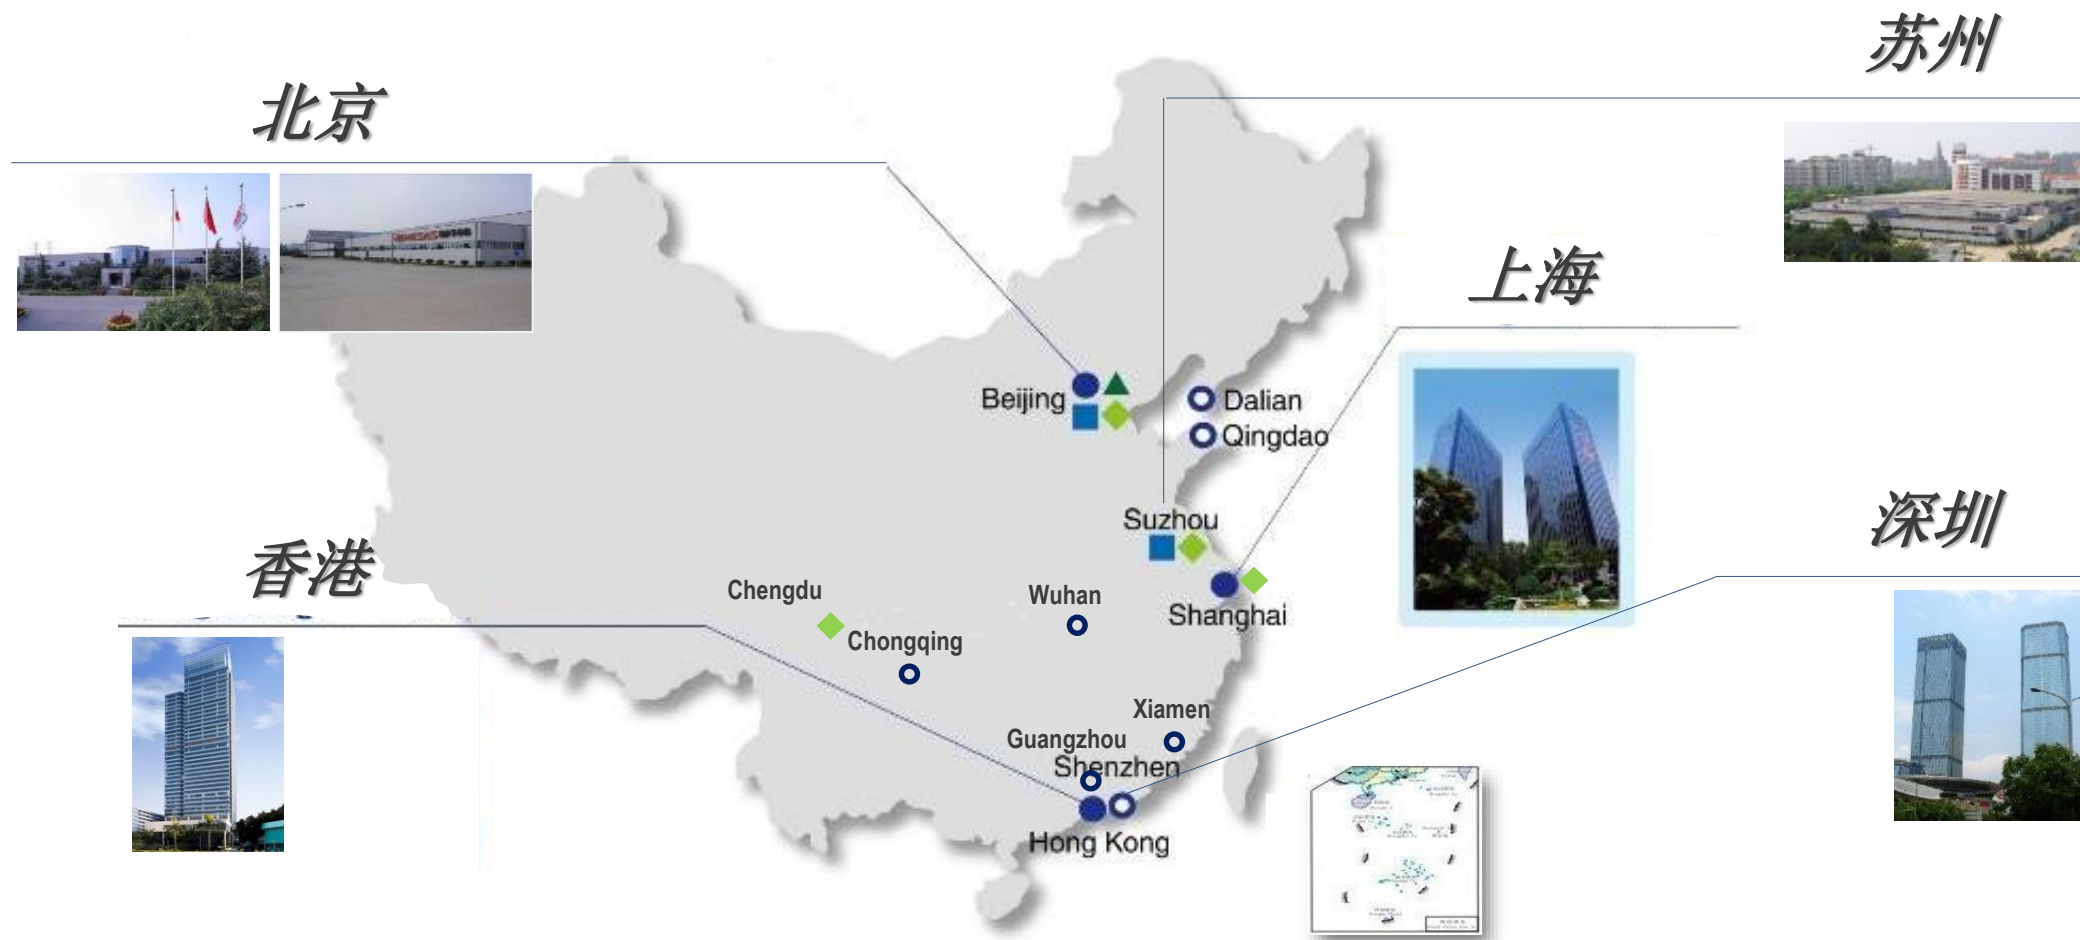 苏州
北京
上海
Beijing
Dalian
Qingdao
Suzhou
深圳
香港
Chengdu
Wuhan
Shanghai
Chongqing
Xiamen
Guangzhou
Shenzhen
Hong Kong